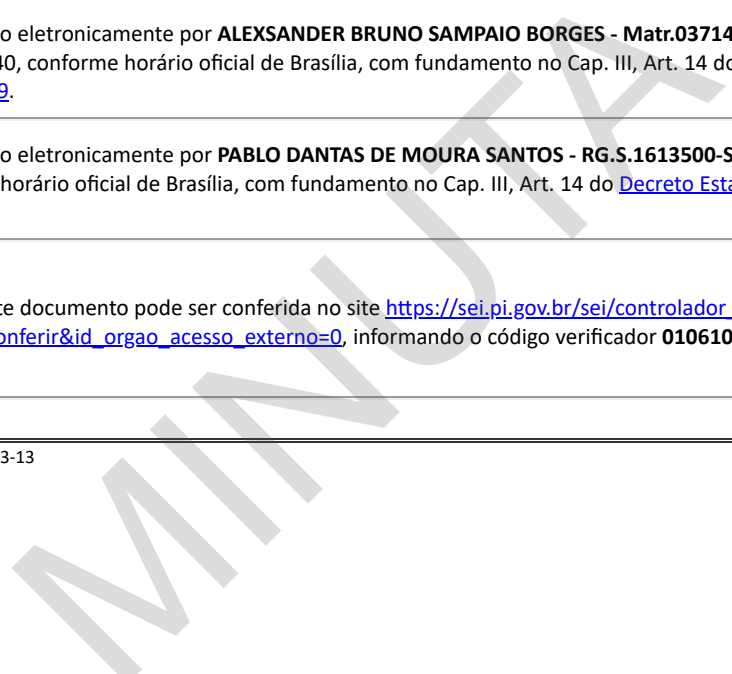 o eletronicamente por ALEXSANDER BRUNO SAMPAIO BORGES - Matr.03714
40, conforme horário oficial de Brasília, com fundamento no Cap. III, Art. 14 do
9.
o eletronicamente por PABLO DANTAS DE MOURA SANTOS - RG.S.1613500-S
horário oficial de Brasília, com fundamento no Cap. III, Art. 14 do Decreto Esta
te documento pode ser conferida no site https://sei.pi.gov.br/sei/controlador_
onferir&id_orgao_acesso_externo=0, informando o código verificador 010610
3-13
MINUTA